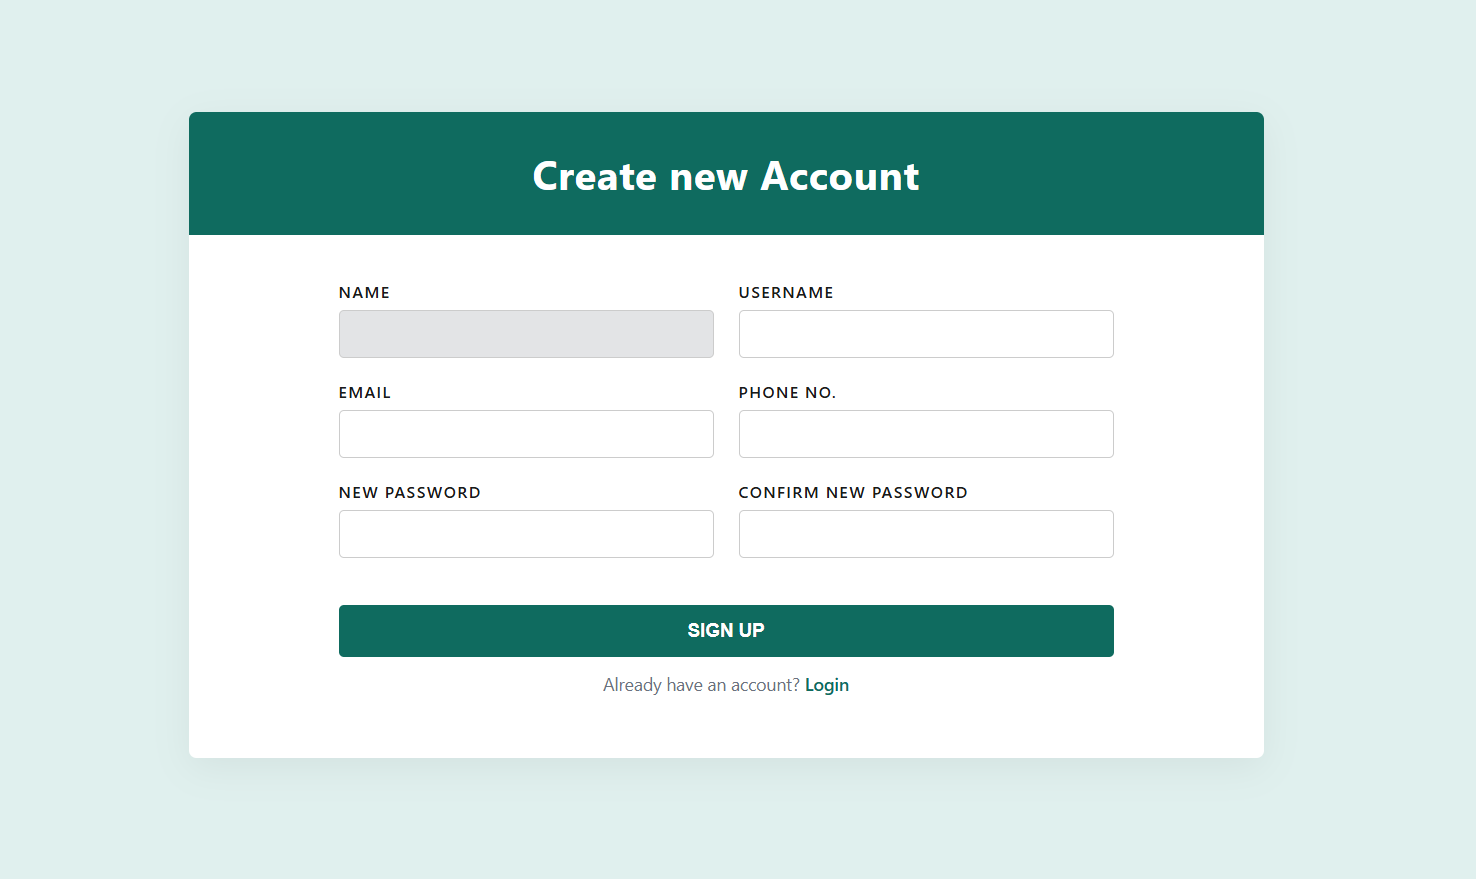 Create new Account
NAME
USERNAME
EMAIL
PHONE NO.
NEW PASSWORD
CONFIRM NEW PASSWORD
SIGN UP
Already have an account? Login